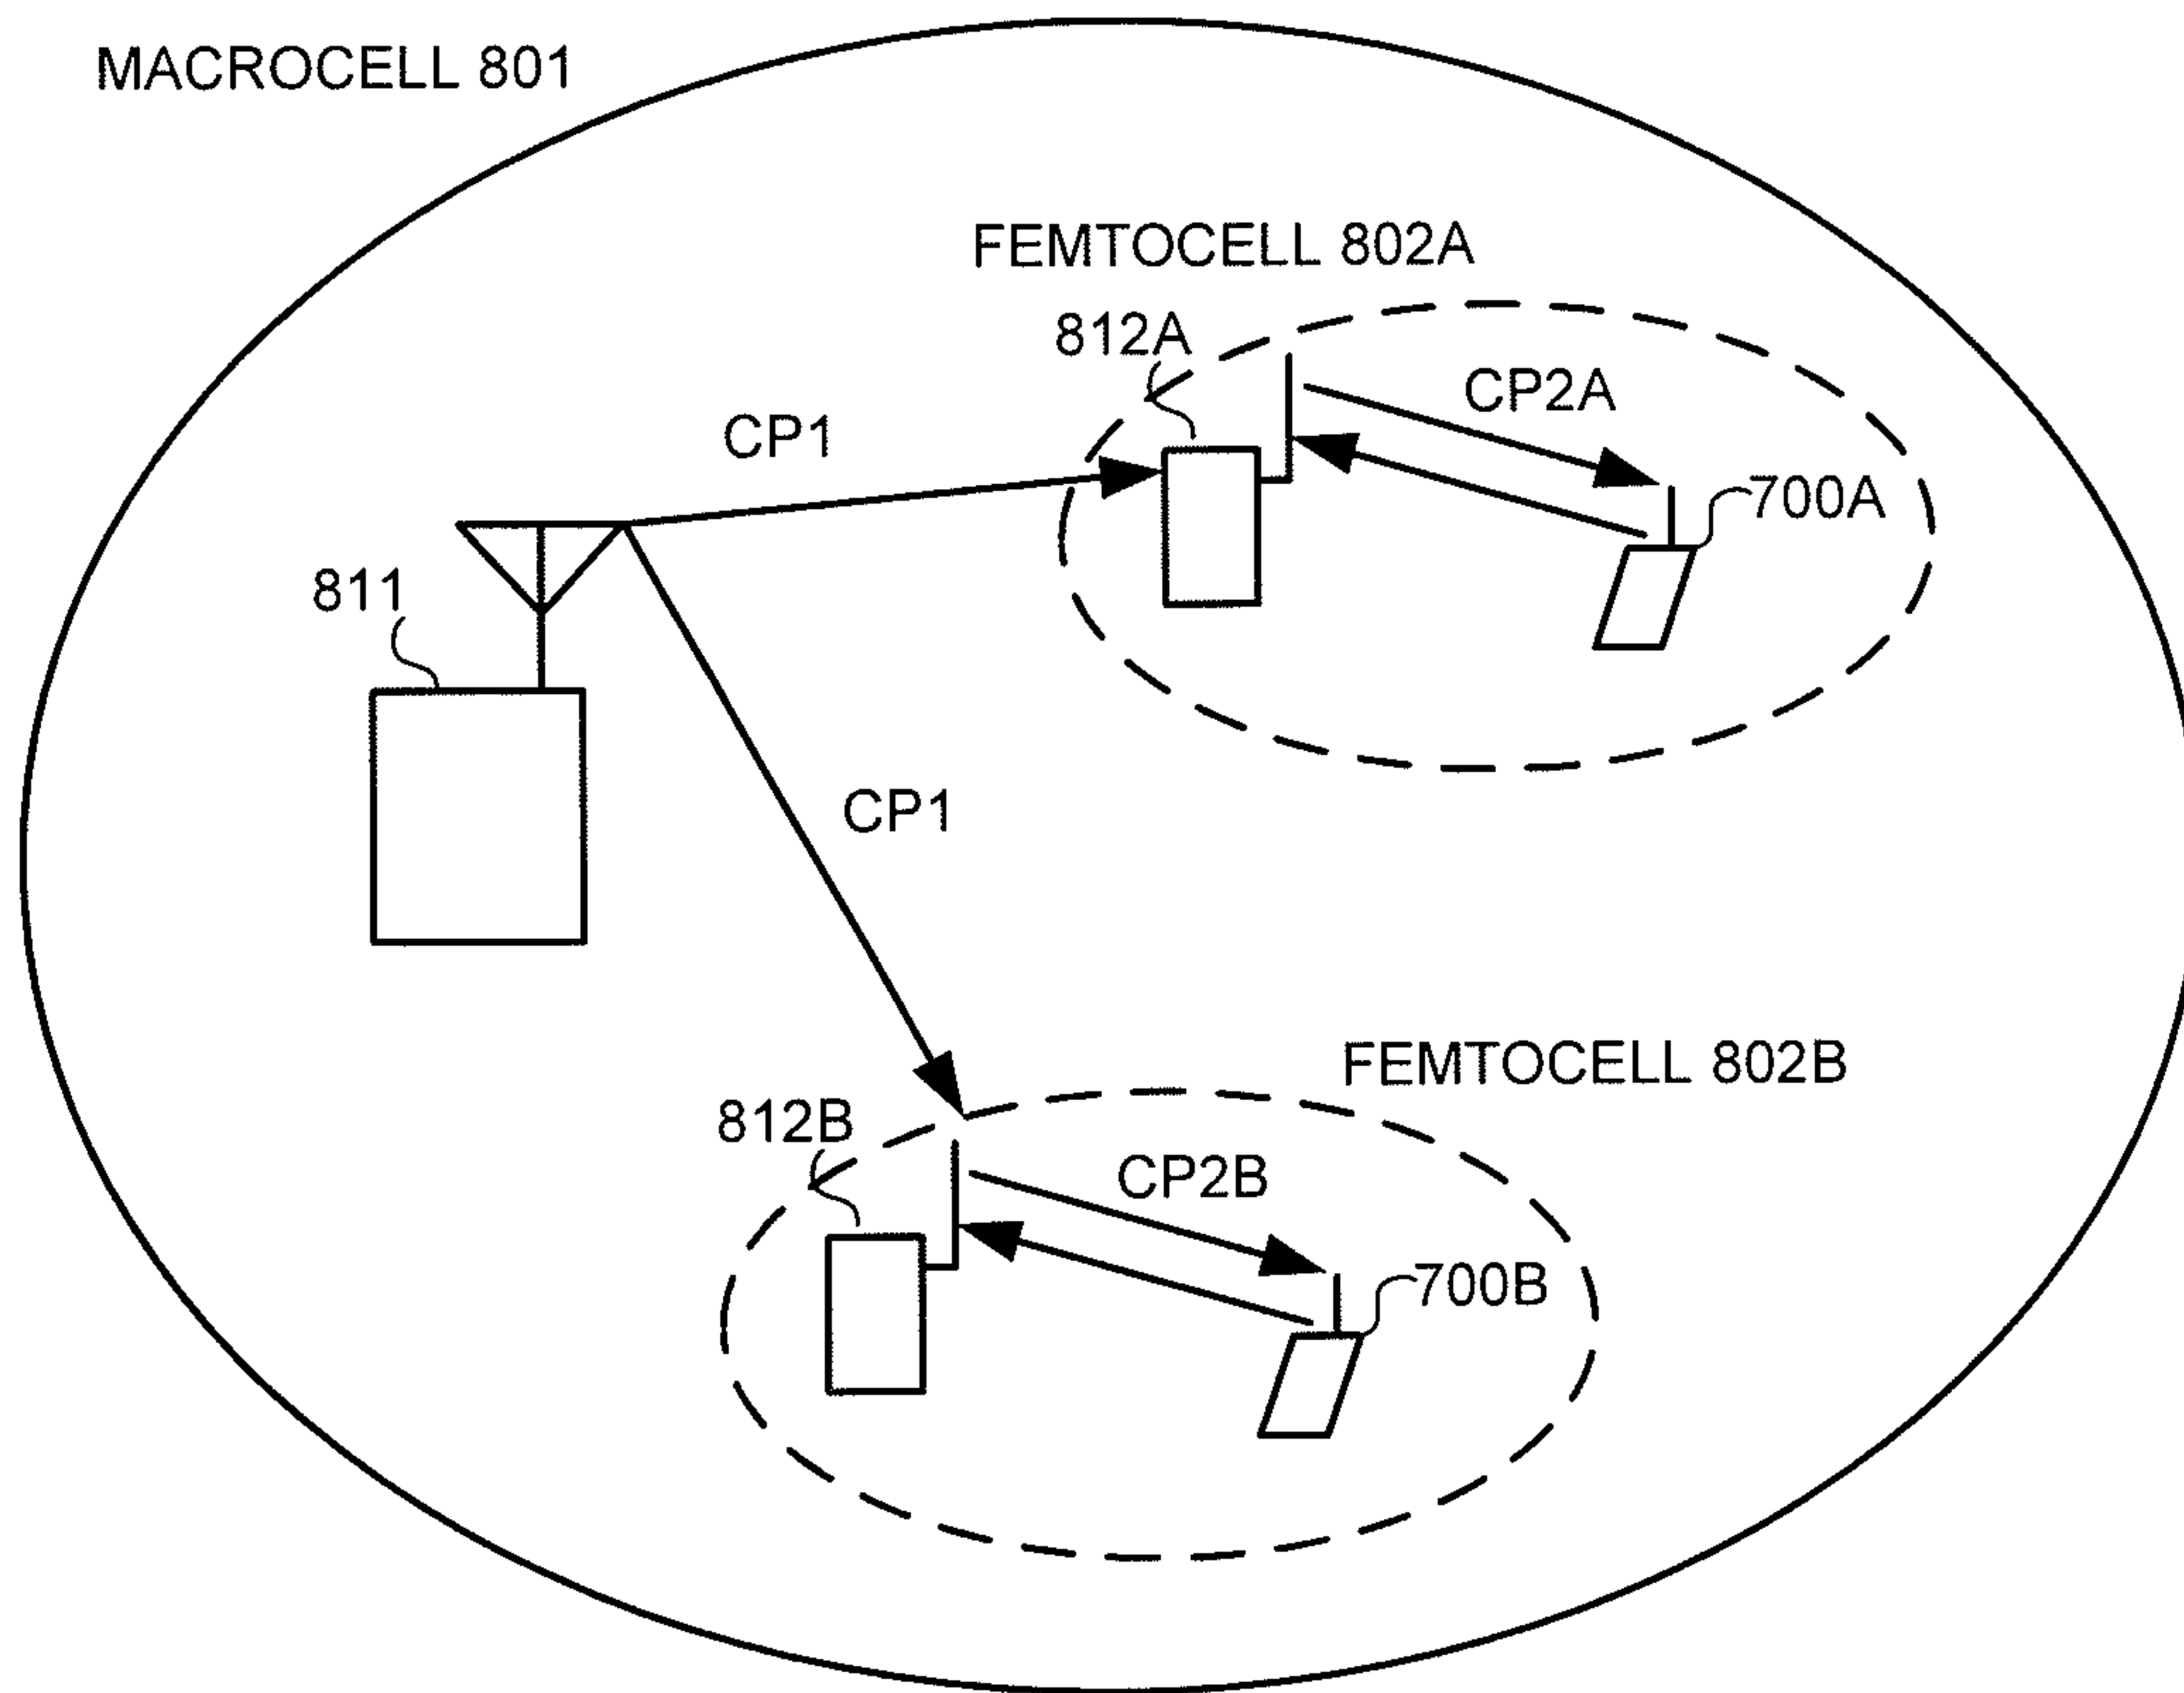 MACROCELL 801
FEMTOCELL 802A
812A
CP2A
CP1
700A
811
CP1
FEMTOCELL 802B
812B
CP2B
700B